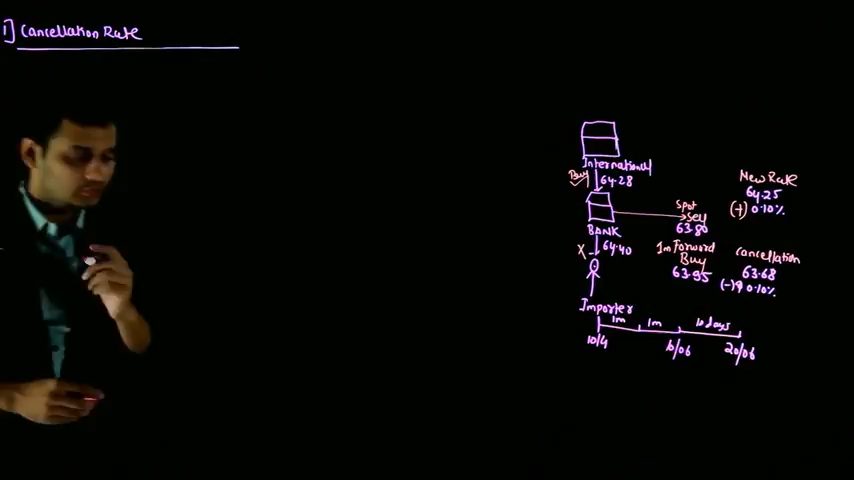 1] Cancellation Rate
International
Buy
64.28
New Rate
64.25
(+) 0.10%
Spot
Sell
63.80
BANK
64.40
X
1m Forward
Buy
63.95
Cancellation
63.68
0.10%
Importer
1m
1m
10 days
10/4
20/06